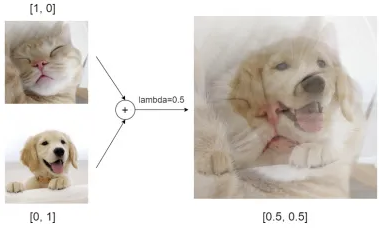 [1, 0]
+
lambda=0.5
[0, 1]
[0.5, 0.5]